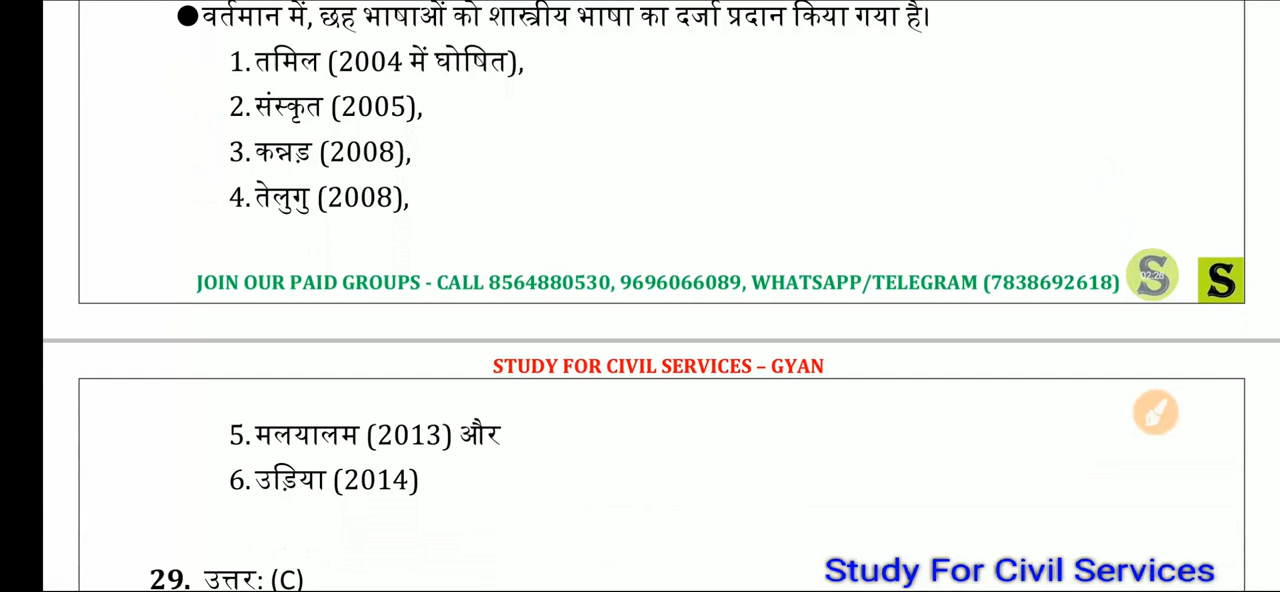 ●वर्तमान में, छह भाषाओं को शास्त्रीय भाषा का दर्जा प्रदान किया गया है।
1. तमिल (2004 में घोषित),
2. संस्कृत (2005),
3. कन्नड़ (2008),
4. तेलुगु (2008),
JOIN OUR PAID GROUPS - CALL 8564880530, 9696066089, WHATSAPP/TELEGRAM (7838692618)
S 02:26
S
STUDY FOR CIVIL SERVICES – GYAN
5. मलयालम (2013) और
6. उड़िया (2014)
29. उत्तर: (C)
Study For Civil Services